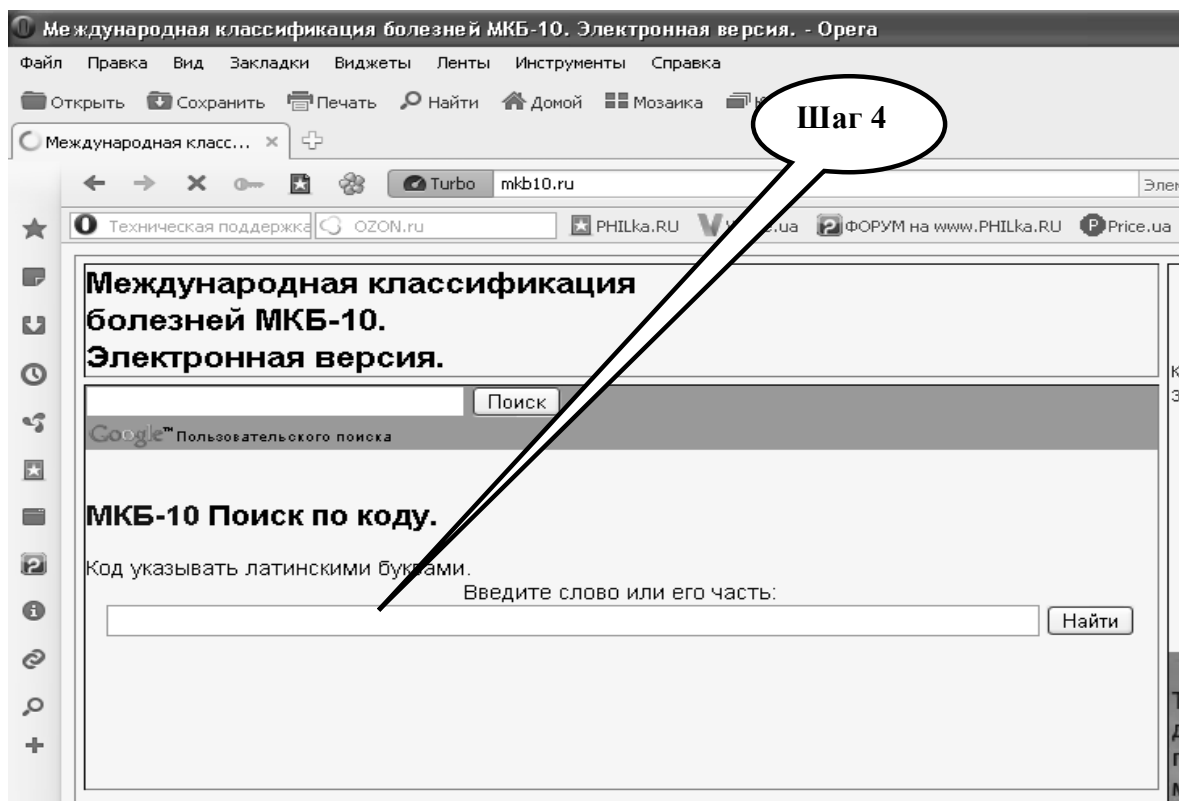 Международная классификация болезней МКБ-10. Электронная версия. - Opera
Файл Правка Вид Закладки Виджеты Ленты Инструменты Справка
Открыть Сохранить Печать Найти Домой Мозаика
Шаг 4
Международная класс...
Turbo mkb10.ru
Техническая поддержка OZON.ru PHILka.RU ФОРУМ на www.PHILka.RU Price.ua
Международная классификация
болезней МКБ-10.
Электронная версия.
Поиск
Google™ Пользовательского поиска
МКБ-10 Поиск по коду.
Код указывать латинскими буквами.
Введите слово или его часть:
Найти